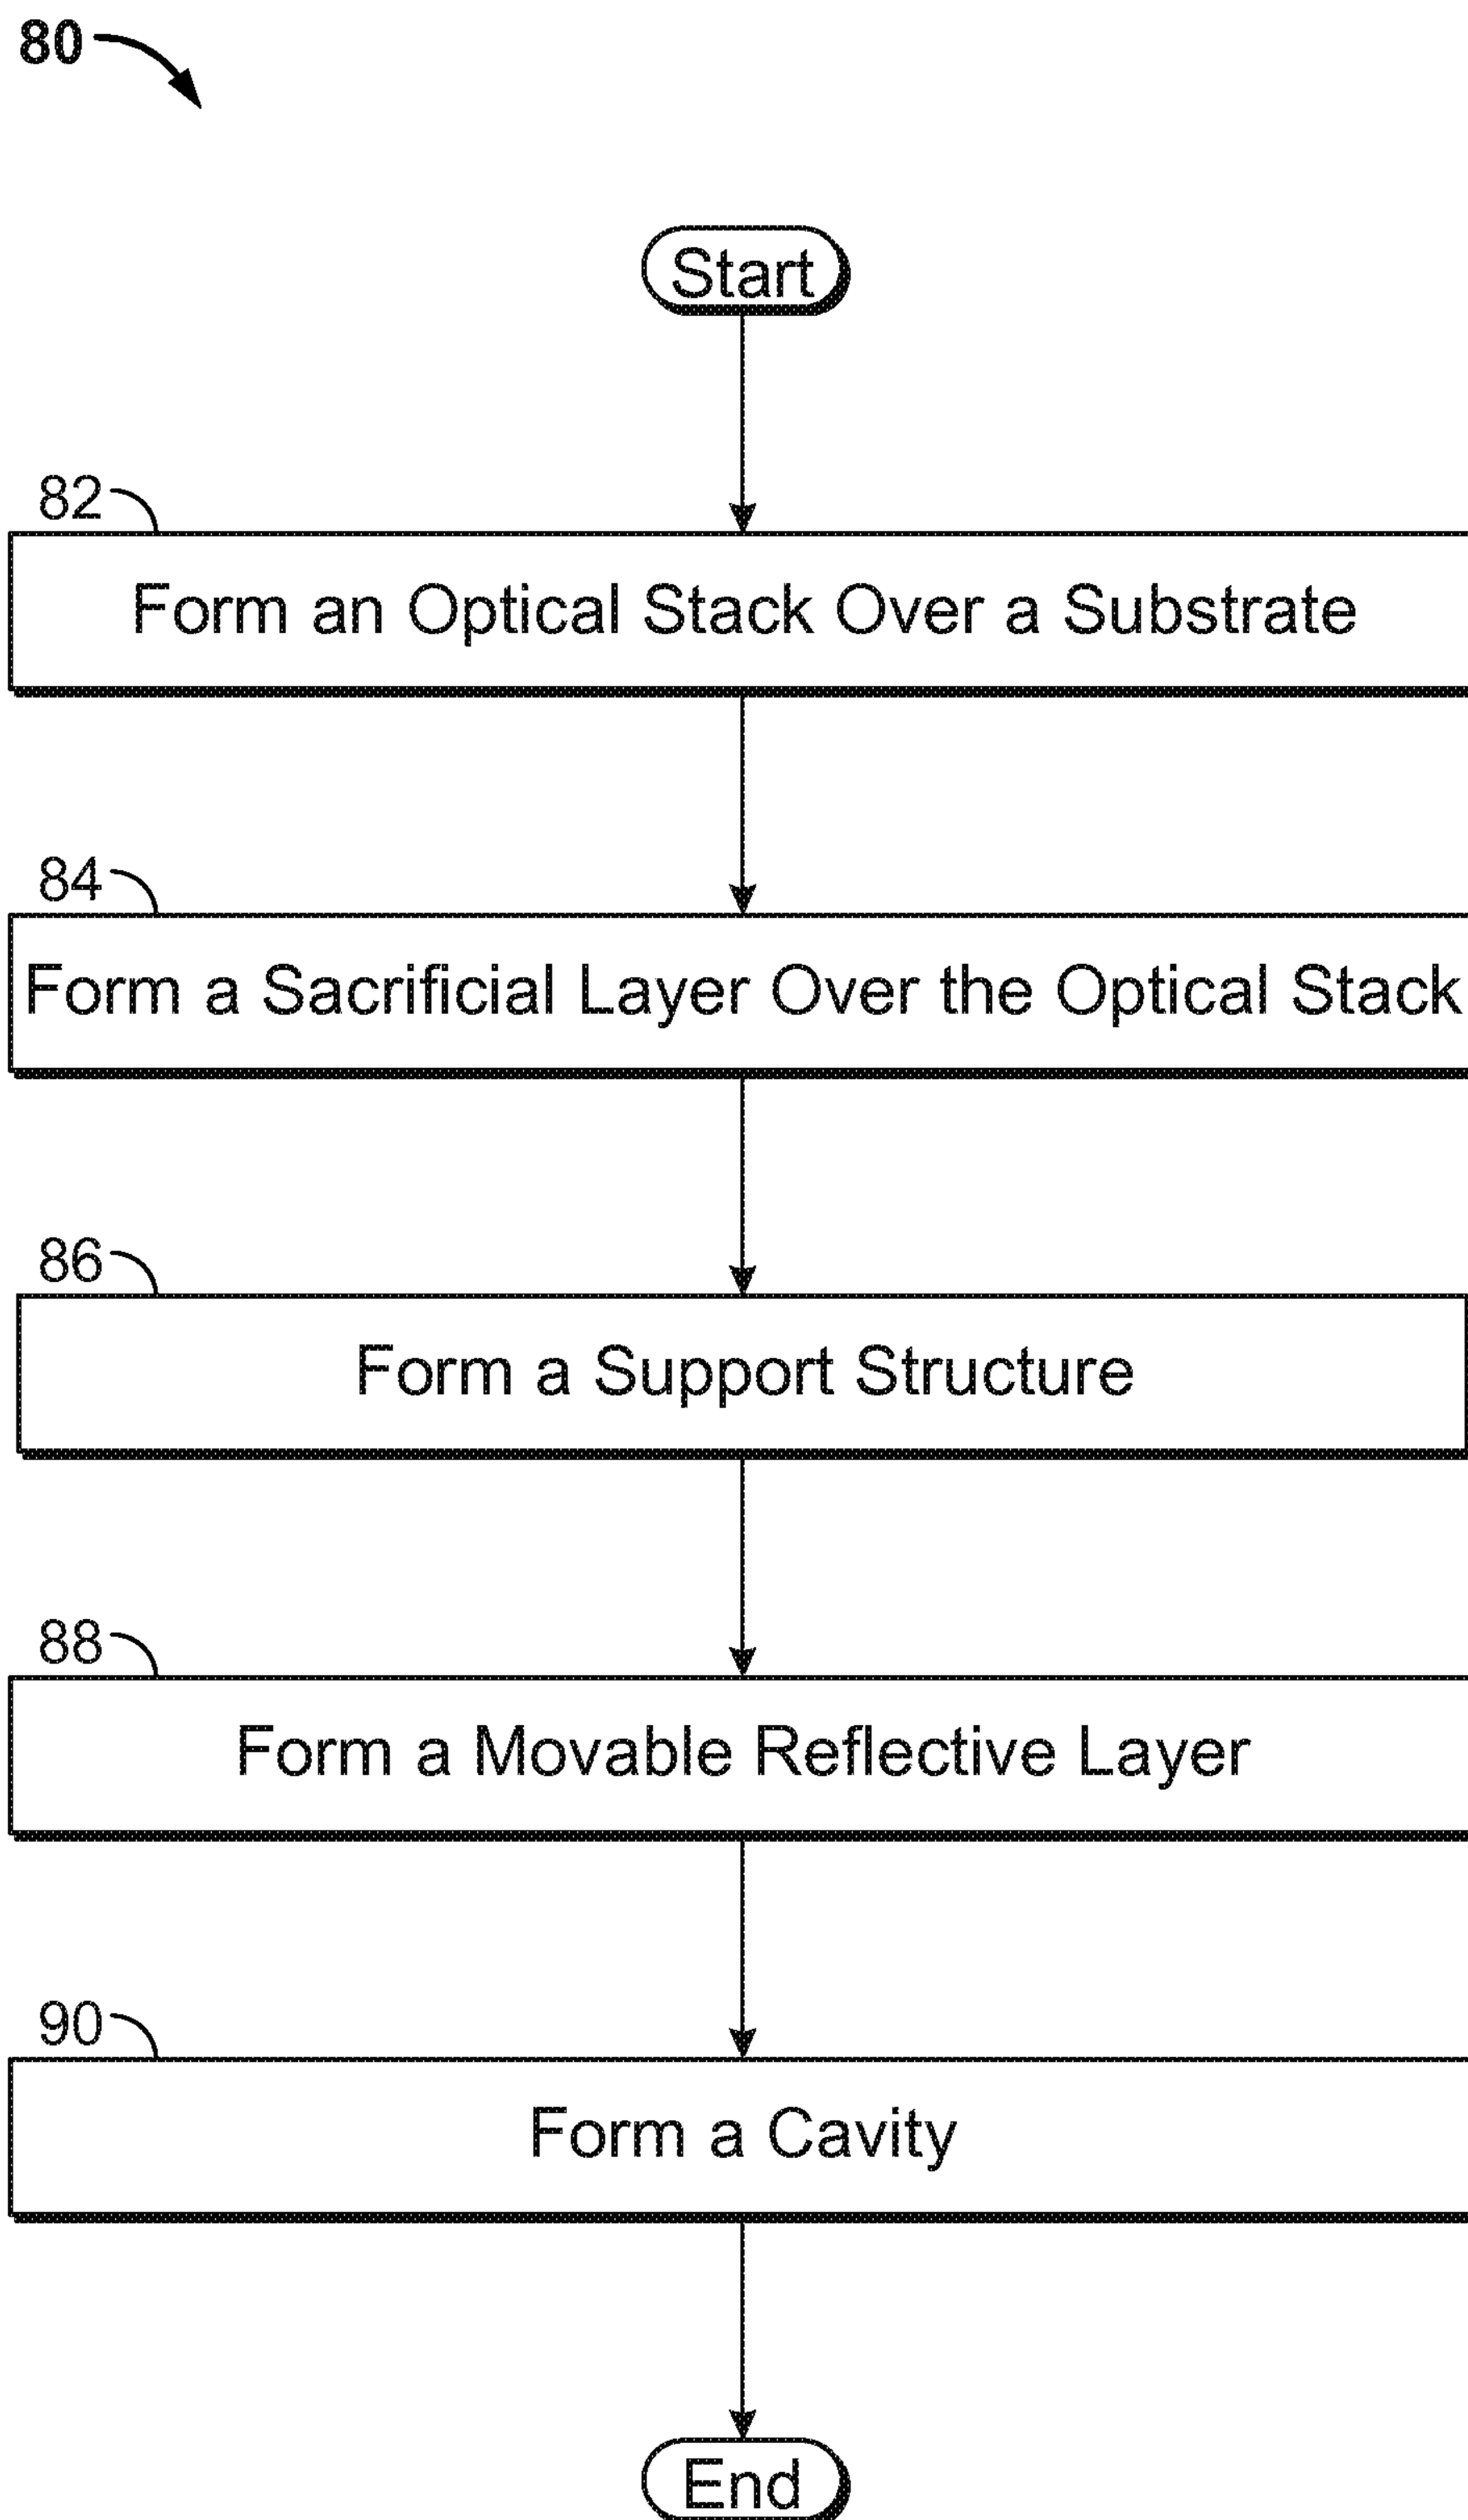 80
Start
82
Form an Optical Stack Over a Substrate
84
Form a Sacrificial Layer Over the Optical Stack
86
Form a Support Structure
88
Form a Movable Reflective Layer
90
Form a Cavity
End